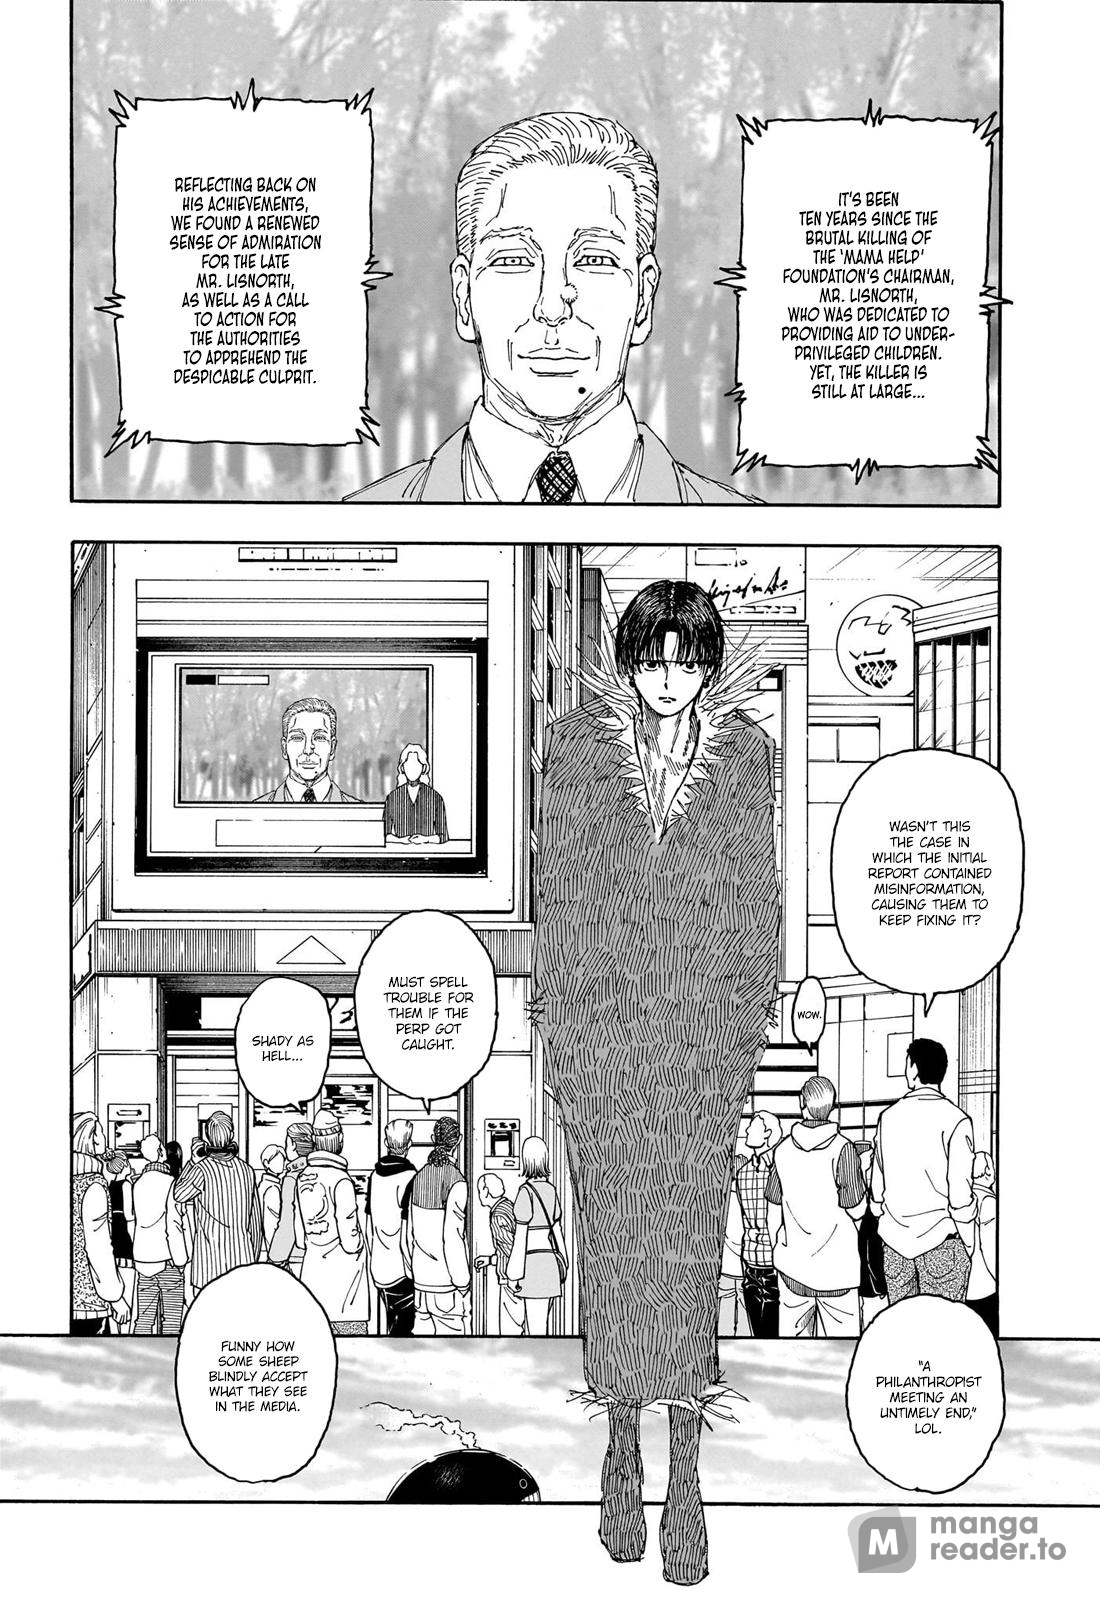 IT'S BEEN
TEN YEARS SINCE THE
BRUTAL KILLING OF
THE 'MAMA HELP'
FOUNDATION'S CHAIRMAN,
MR. LISNORTH,
WHO WAS DEDICATED TO
PROVIDING AID TO UNDER-
PRIVILEGED CHILDREN.
YET, THE KILLER IS
STILL AT LARGE...
REFLECTING BACK ON
HIS ACHIEVEMENTS,
WE FOUND A RENEWED
SENSE OF ADMIRATION
FOR THE LATE
MR. LISNORTH,
AS WELL AS A CALL
TO ACTION FOR
THE AUTHORITIES
TO APPREHEND THE
DESPICABLE CULPRIT.
WASN'T THIS
THE CASE IN
WHICH THE INITIAL
REPORT CONTAINED
MISINFORMATION,
CAUSING THEM TO
KEEP FIXING IT?
WOW.
MUST SPELL
TROUBLE FOR
THEM IF THE
PERP GOT
CAUGHT.
SHADY AS
HELL...
"A
PHILANTHROPIST
MEETING AN
UNTIMELY END,"
LOL.
FUNNY HOW
SOME SHEEP
BLINDLY ACCEPT
WHAT THEY SEE
IN THE MEDIA.
M manga
reader.to